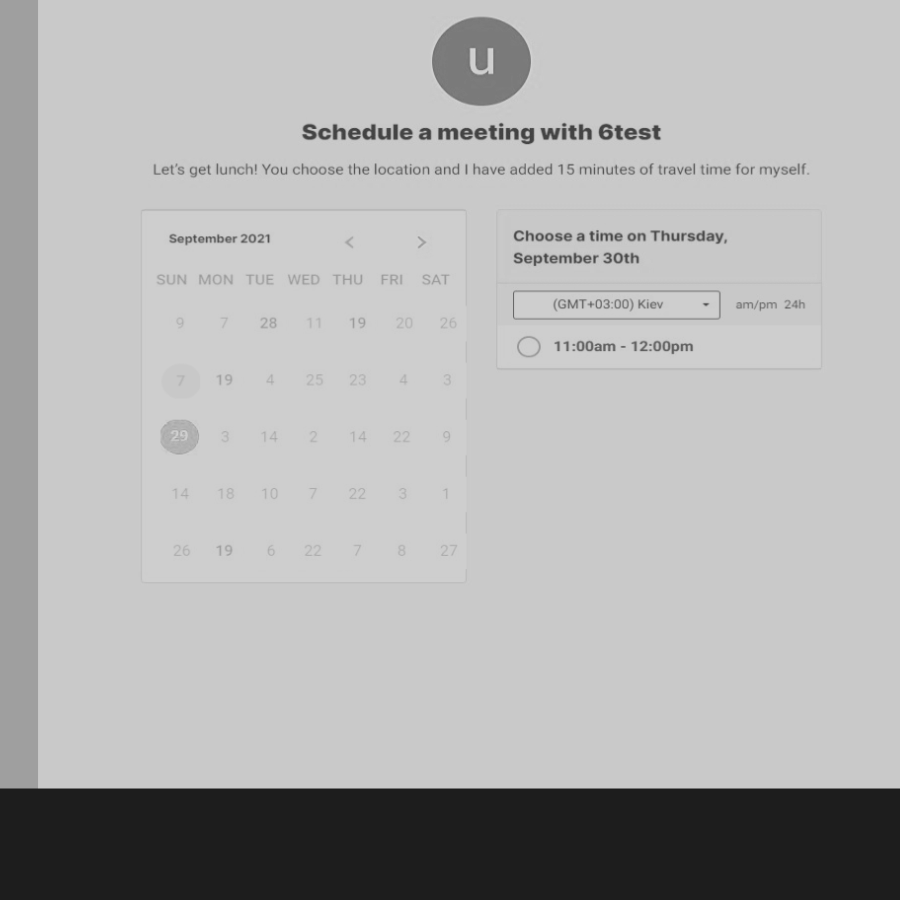 u
Schedule a meeting with 6test
Let's get lunch! You choose the location and I have added 15 minutes of travel time for myself.
September 2021 < >
SUN MON TUE WED THU FRI SAT
9 7 28 11 19 20 26
7 19 4 25 23 4 3
29 3 14 2 14 22 9
14 18 10 7 22 3 1
26 19 6 22 7 8 27
Choose a time on Thursday,
September 30th
(GMT+03:00) Kiev am/pm 24h
11:00am - 12:00pm